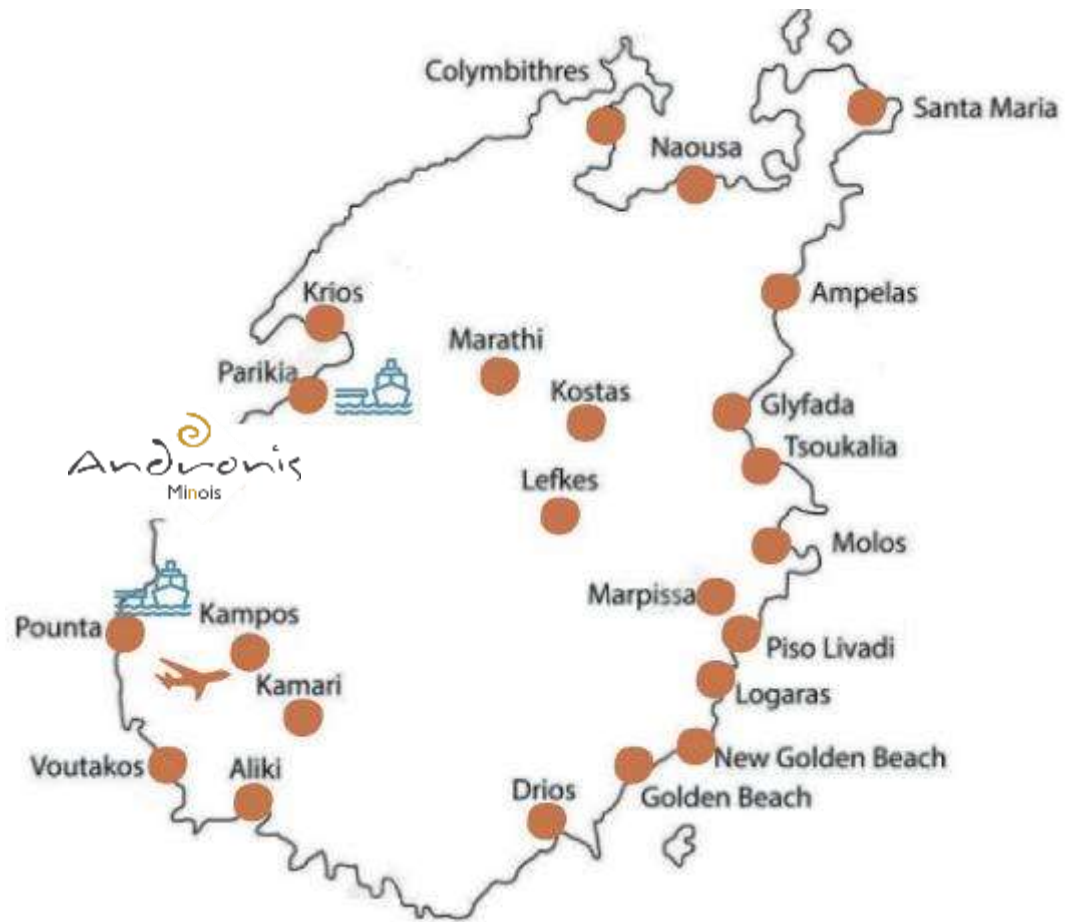 Colymbithres
Santa Maria
Naousa
Krios
Ampelas
Marathi
Parikia
Kostas
Glyfada
Andronis
Minois
Tsoukalia
Lefkes
Molos
Marpissa
Pounta
Kampos
Piso Livadi
Kamari
Logaras
Voutakos
Aliki
New Golden Beach
Drios
Golden Beach